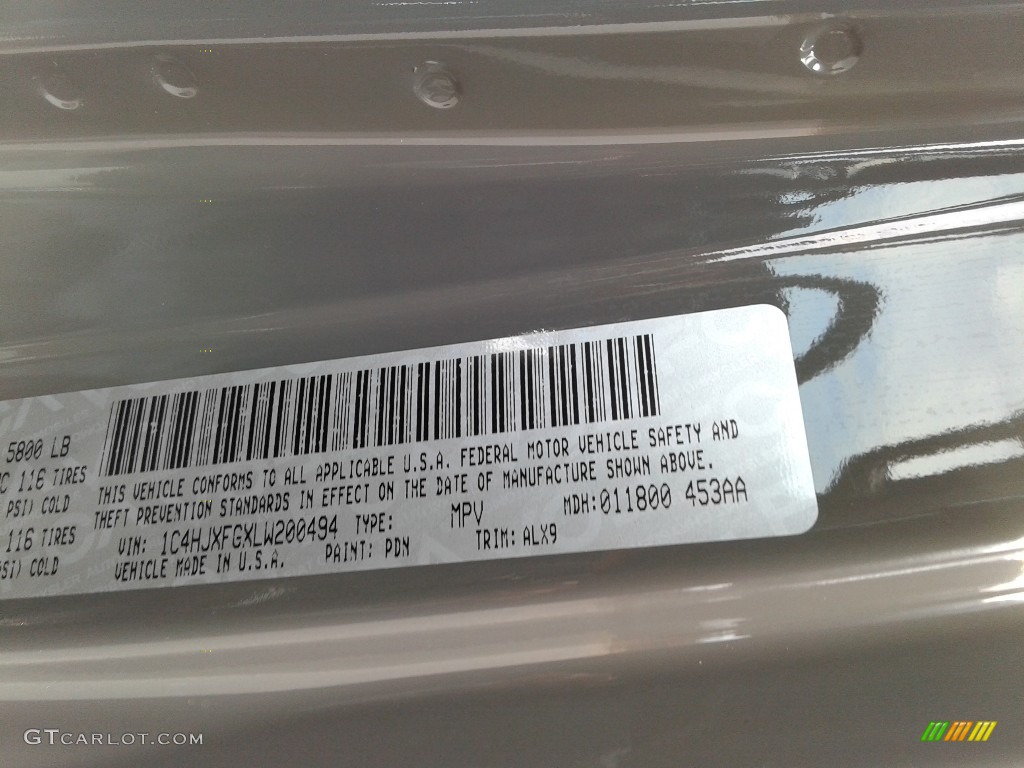 5800 LB
C 116 TIRES
PSI) COLD
116 TIRES
PSI) COLD
THIS VEHICLE CONFORMS TO ALL APPLICABLE U.S.A. FEDERAL MOTOR VEHICLE SAFETY AND
THEFT PREVENTION STANDARDS IN EFFECT ON THE DATE OF MANUFACTURE SHOWN ABOVE.
VIN: 1C4HJXFGXLW200494 TYPE: MPV MDH:011800 453AA
VEHICLE MADE IN U.S.A. PAINT: PDN TRIM: ALX9
GTCARLOT.COM